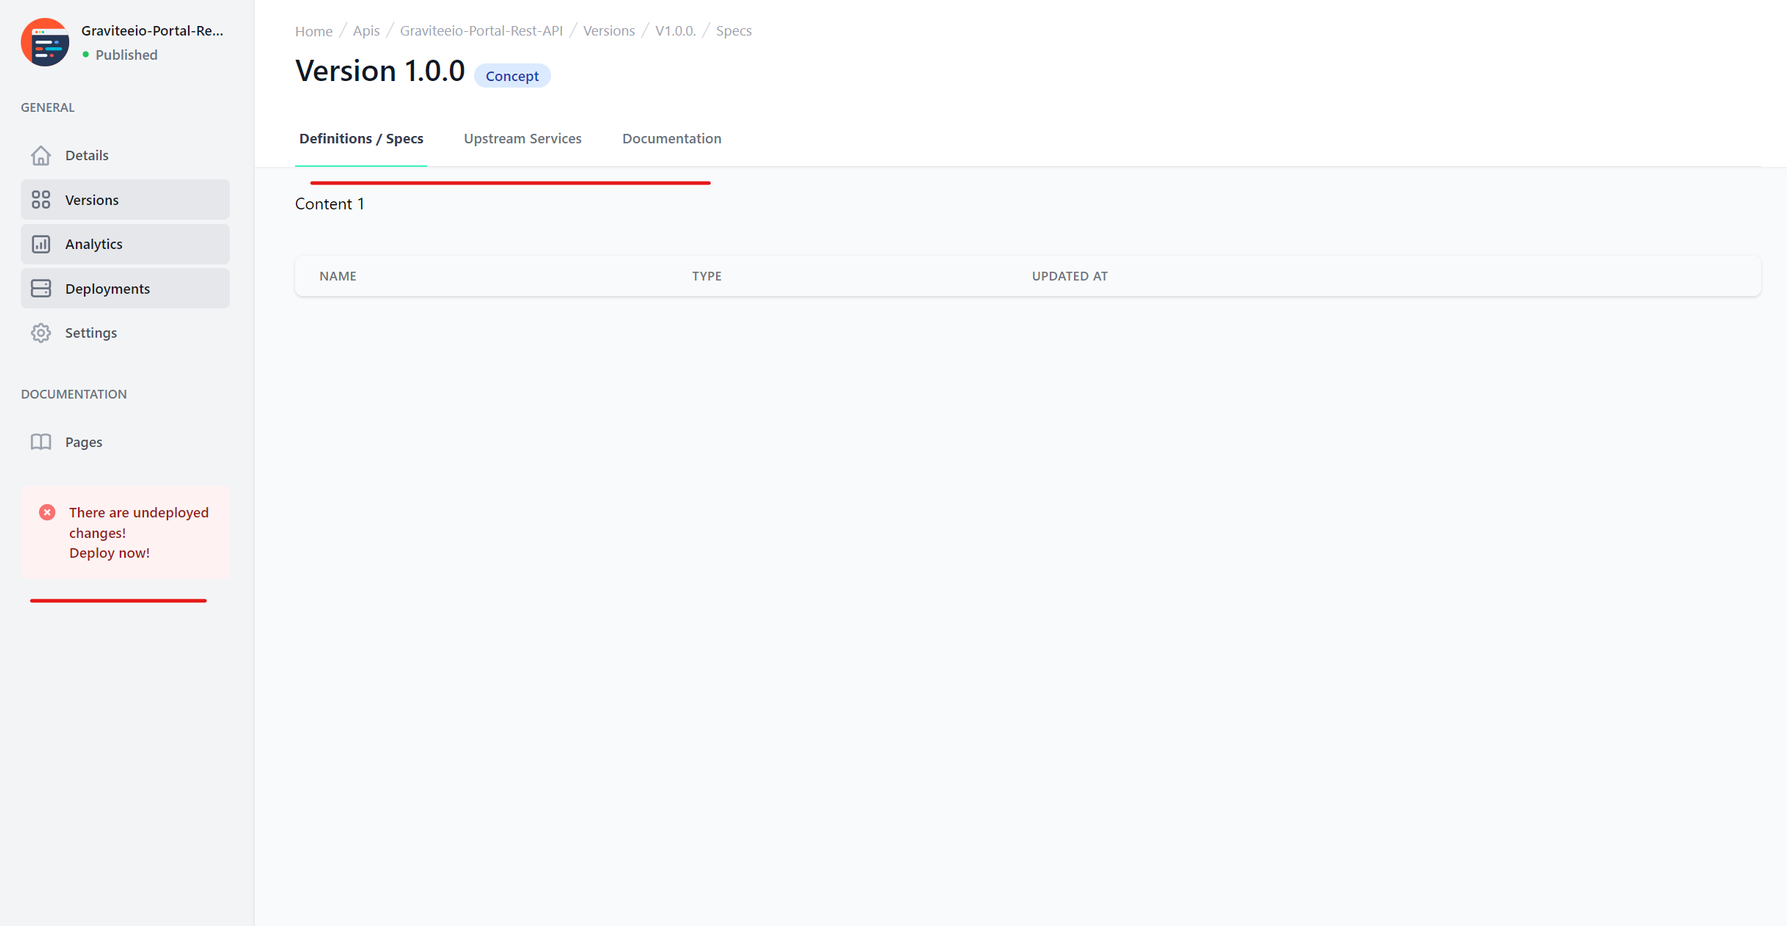 Graviteeio-Portal-Re...
Published
GENERAL
Details
Versions
Analytics
Deployments
Settings
DOCUMENTATION
Pages
There are undeployed
changes!
Deploy now!
Home / Apis / Graviteeio-Portal-Rest-API / Versions / V1.0.0. / Specs
Version 1.0.0 Concept
Definitions / Specs Upstream Services Documentation
Content 1
NAME TYPE UPDATED AT